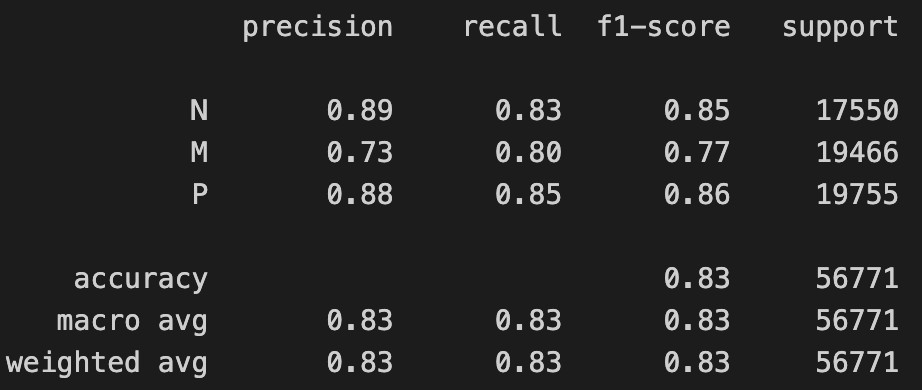 precision recall f1-score support
N 0.89 0.83 0.85 17550
M 0.73 0.80 0.77 19466
P 0.88 0.85 0.86 19755
accuracy 0.83 56771
macro avg 0.83 0.83 0.83 56771
weighted avg 0.83 0.83 0.83 56771